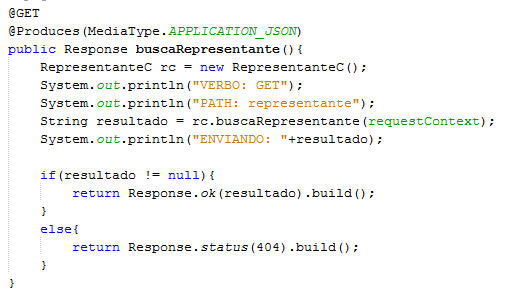 @GET
@Produces(MediaType.APPLICATION_JSON)
public Response buscaRepresentante(){
    RepresentanteC rc = new RepresentanteC();
    System.out.println("VERBO: GET");
    System.out.println("PATH: representante");
    String resultado = rc.buscaRepresentante(requestContext);
    System.out.println("ENVIANDO: "+resultado);

    if(resultado != null){
        return Response.ok(resultado).build();
    }
    else{
        return Response.status(404).build();
    }
}